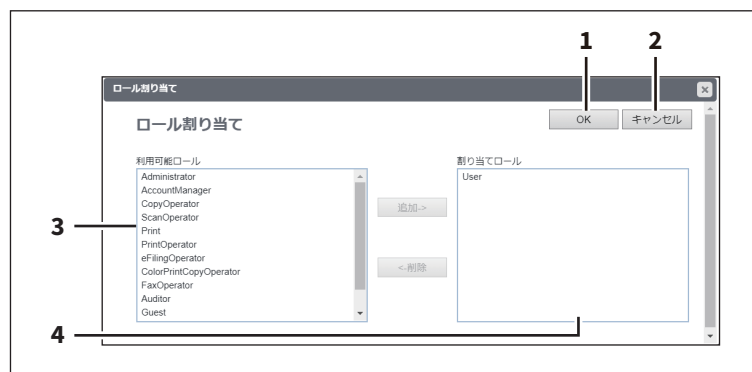 1 2
ロール割り当て
ロール割り当て
OK キャンセル
利用可能ロール
割り当てロール
Administrator
AccountManager
CopyOperator
ScanOperator
Print
PrintOperator
eFilingOperator
ColorPrintCopyOperator
FaxOperator
Auditor
Guest
追加->
<-削除
User
3
4